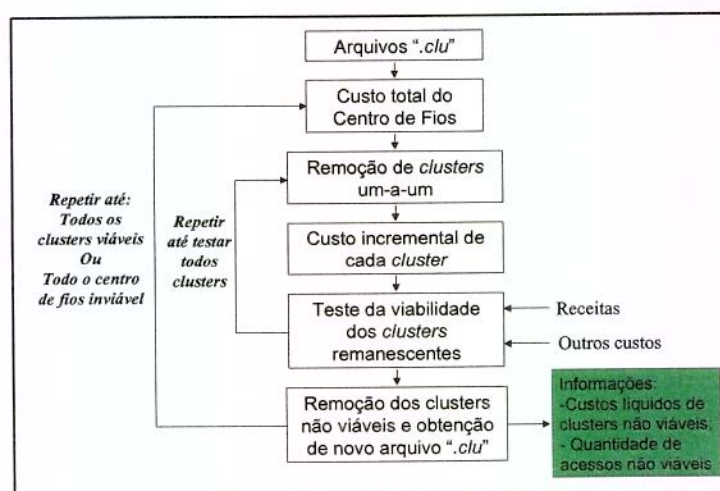 Arquivos ".clu"
Custo total do
Centro de Fios
Remoção de clusters
um-a-um
Repetir até:
Todos os
clusters viáveis
Ou
Todo o centro
de fios inviável
Repetir
até testar
todos
clusters
Custo incremental de
cada cluster
Teste da viabilidade
dos clusters
remanescentes
Receitas
Outros custos
Remoção dos clusters
não viáveis e obtenção
de novo arquivo ".clu"
Informações:
-Custos líquidos de
clusters não viáveis;
- Quantidade de
acessos não viáveis